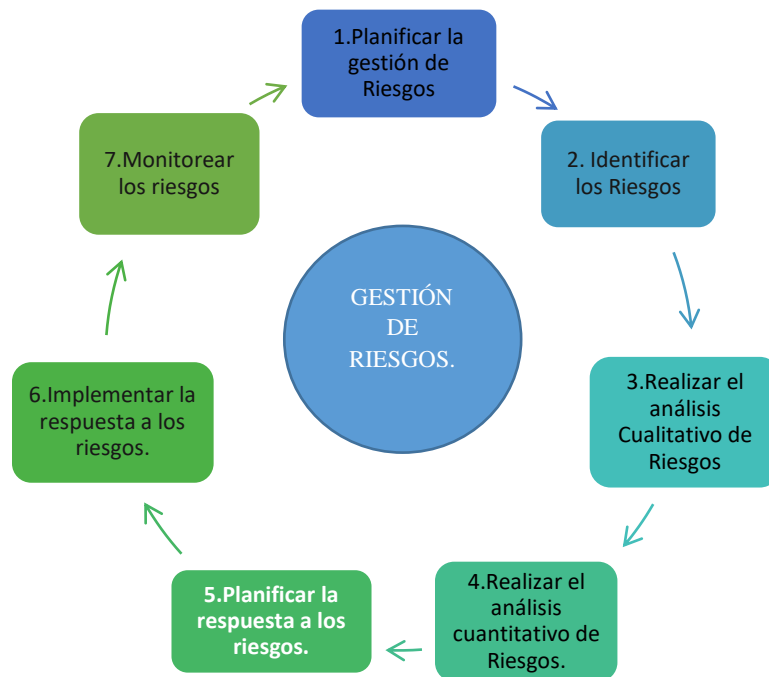 1.Planificar la
gestión de
Riesgos
2. Identificar
los Riesgos
3.Realizar el
análisis
Cualitativo de
Riesgos
4.Realizar el
análisis
cuantitativo de
Riesgos.
5.Planificar la
respuesta a los
riesgos.
6.Implementar la
respuesta a los
riesgos.
7.Monitorear
los riesgos
GESTIÓN
DE
RIESGOS.